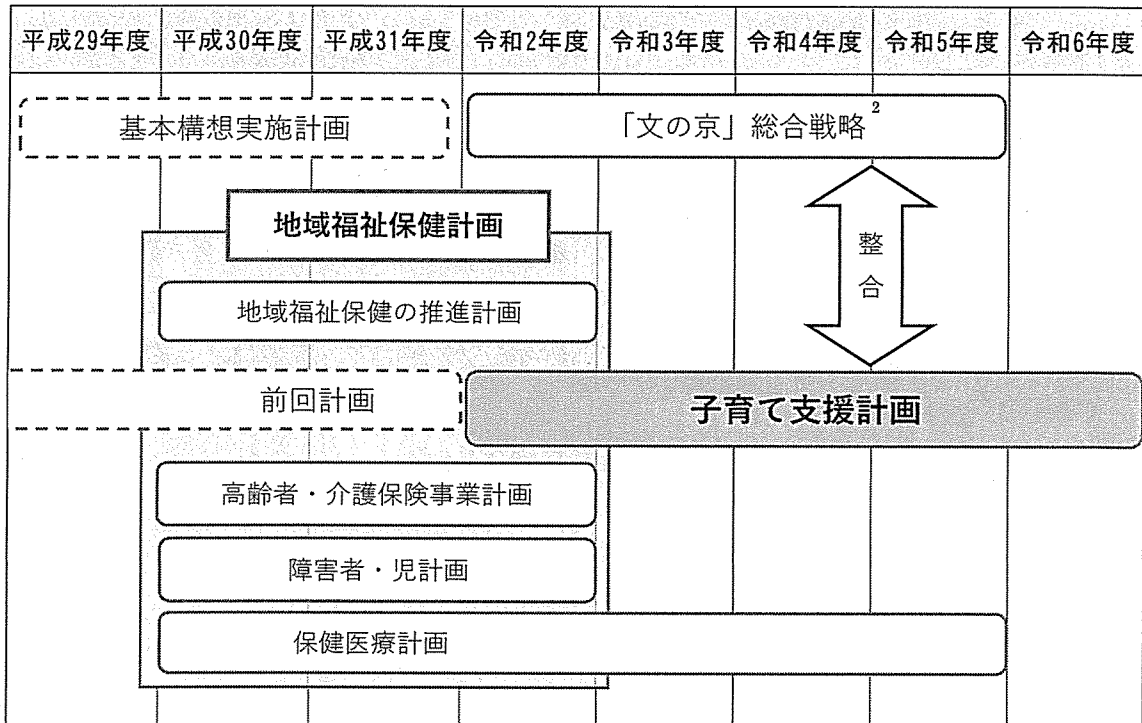 平成29年度 平成30年度 平成31年度 令和2年度 令和3年度 令和4年度 令和5年度 令和6年度
基本構想実施計画 「文の京」総合戦略2
地域福祉保健計画
整合
地域福祉保健の推進計画
前回計画 子育て支援計画
高齢者・介護保険事業計画
障害者・児計画
保健医療計画